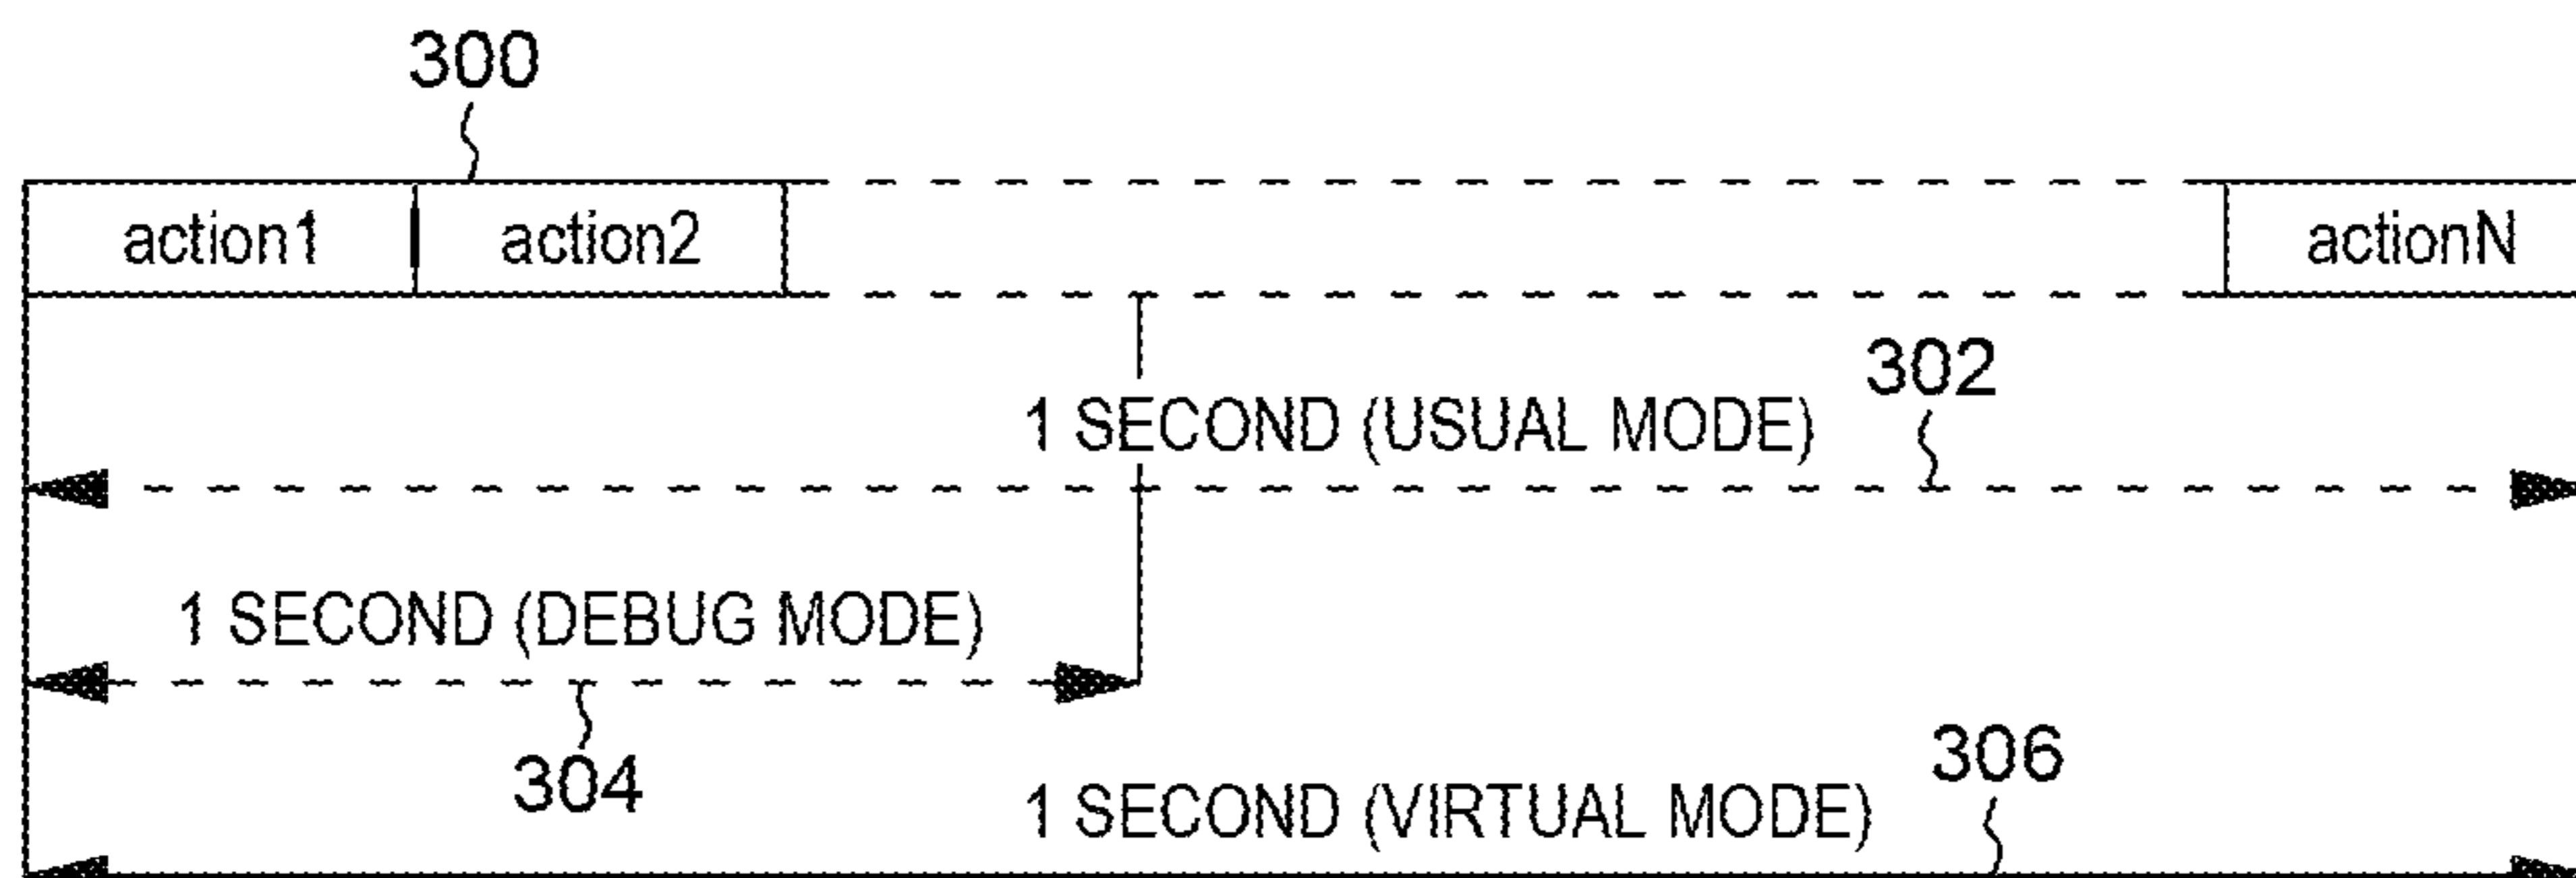 300
action1 action2 actionN
302
1 SECOND (USUAL MODE)
1 SECOND (DEBUG MODE)
304
306
1 SECOND (VIRTUAL MODE)